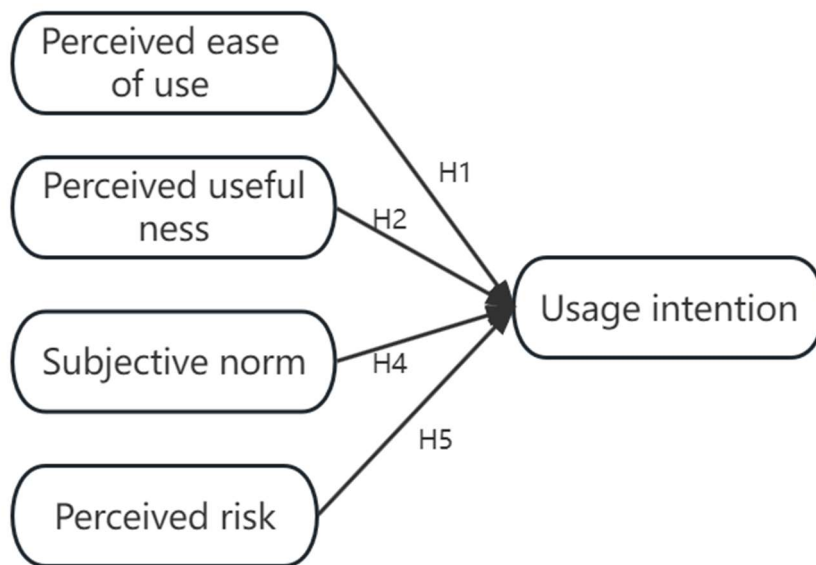 Perceived ease
of use
H1
Perceived useful
ness
H2
Usage intention
Subjective norm
H4
H5
Perceived risk